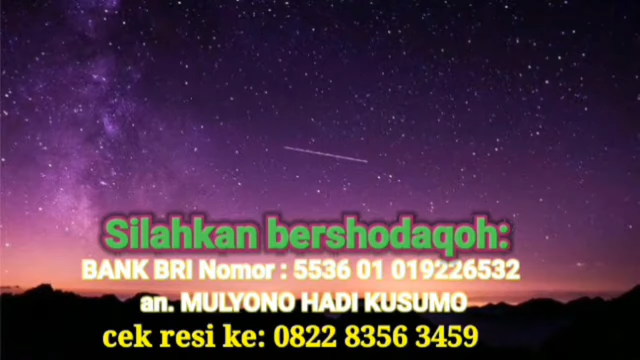 Silahkan bershodaqoh:
BANK BRI Nomor : 5536 01 019226532
an. MULYONO HADI KUSUMO
cek resi ke: 0822 8356 3459